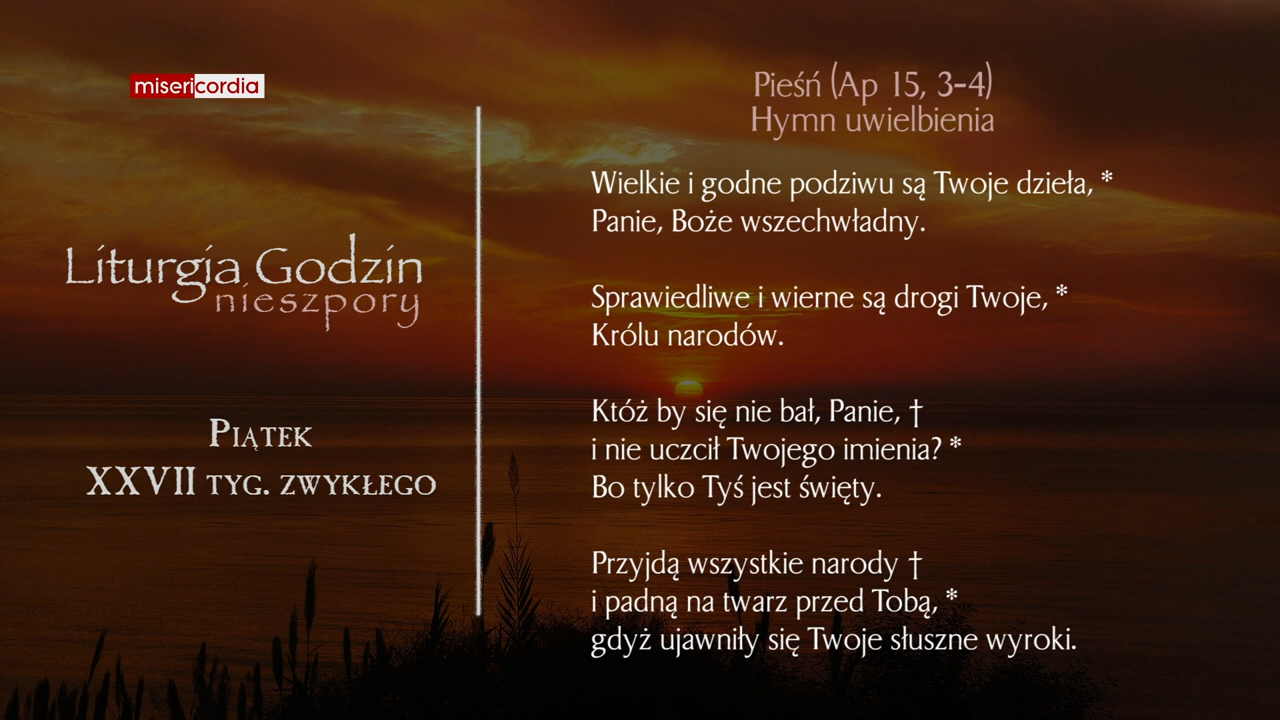 misericordia
Liturgia Godzin
nieszpory
Piątek
XXVII tyg. zwykłego
Pieśń (Ap 15, 3-4)
Hymn uwielbienia
Wielkie i godne podziwu są Twoje dzieła, *
Panie, Boże wszechwładny.
Sprawiedliwe i wierne są drogi Twoje, *
Królu narodów.
Któż by się nie bał, Panie, †
i nie uczcił Twojego imienia? *
Bo tylko Tyś jest święty.
Przyjdą wszystkie narody †
i padną na twarz przed Tobą, *
gdyż ujawniły się Twoje słuszne wyroki.